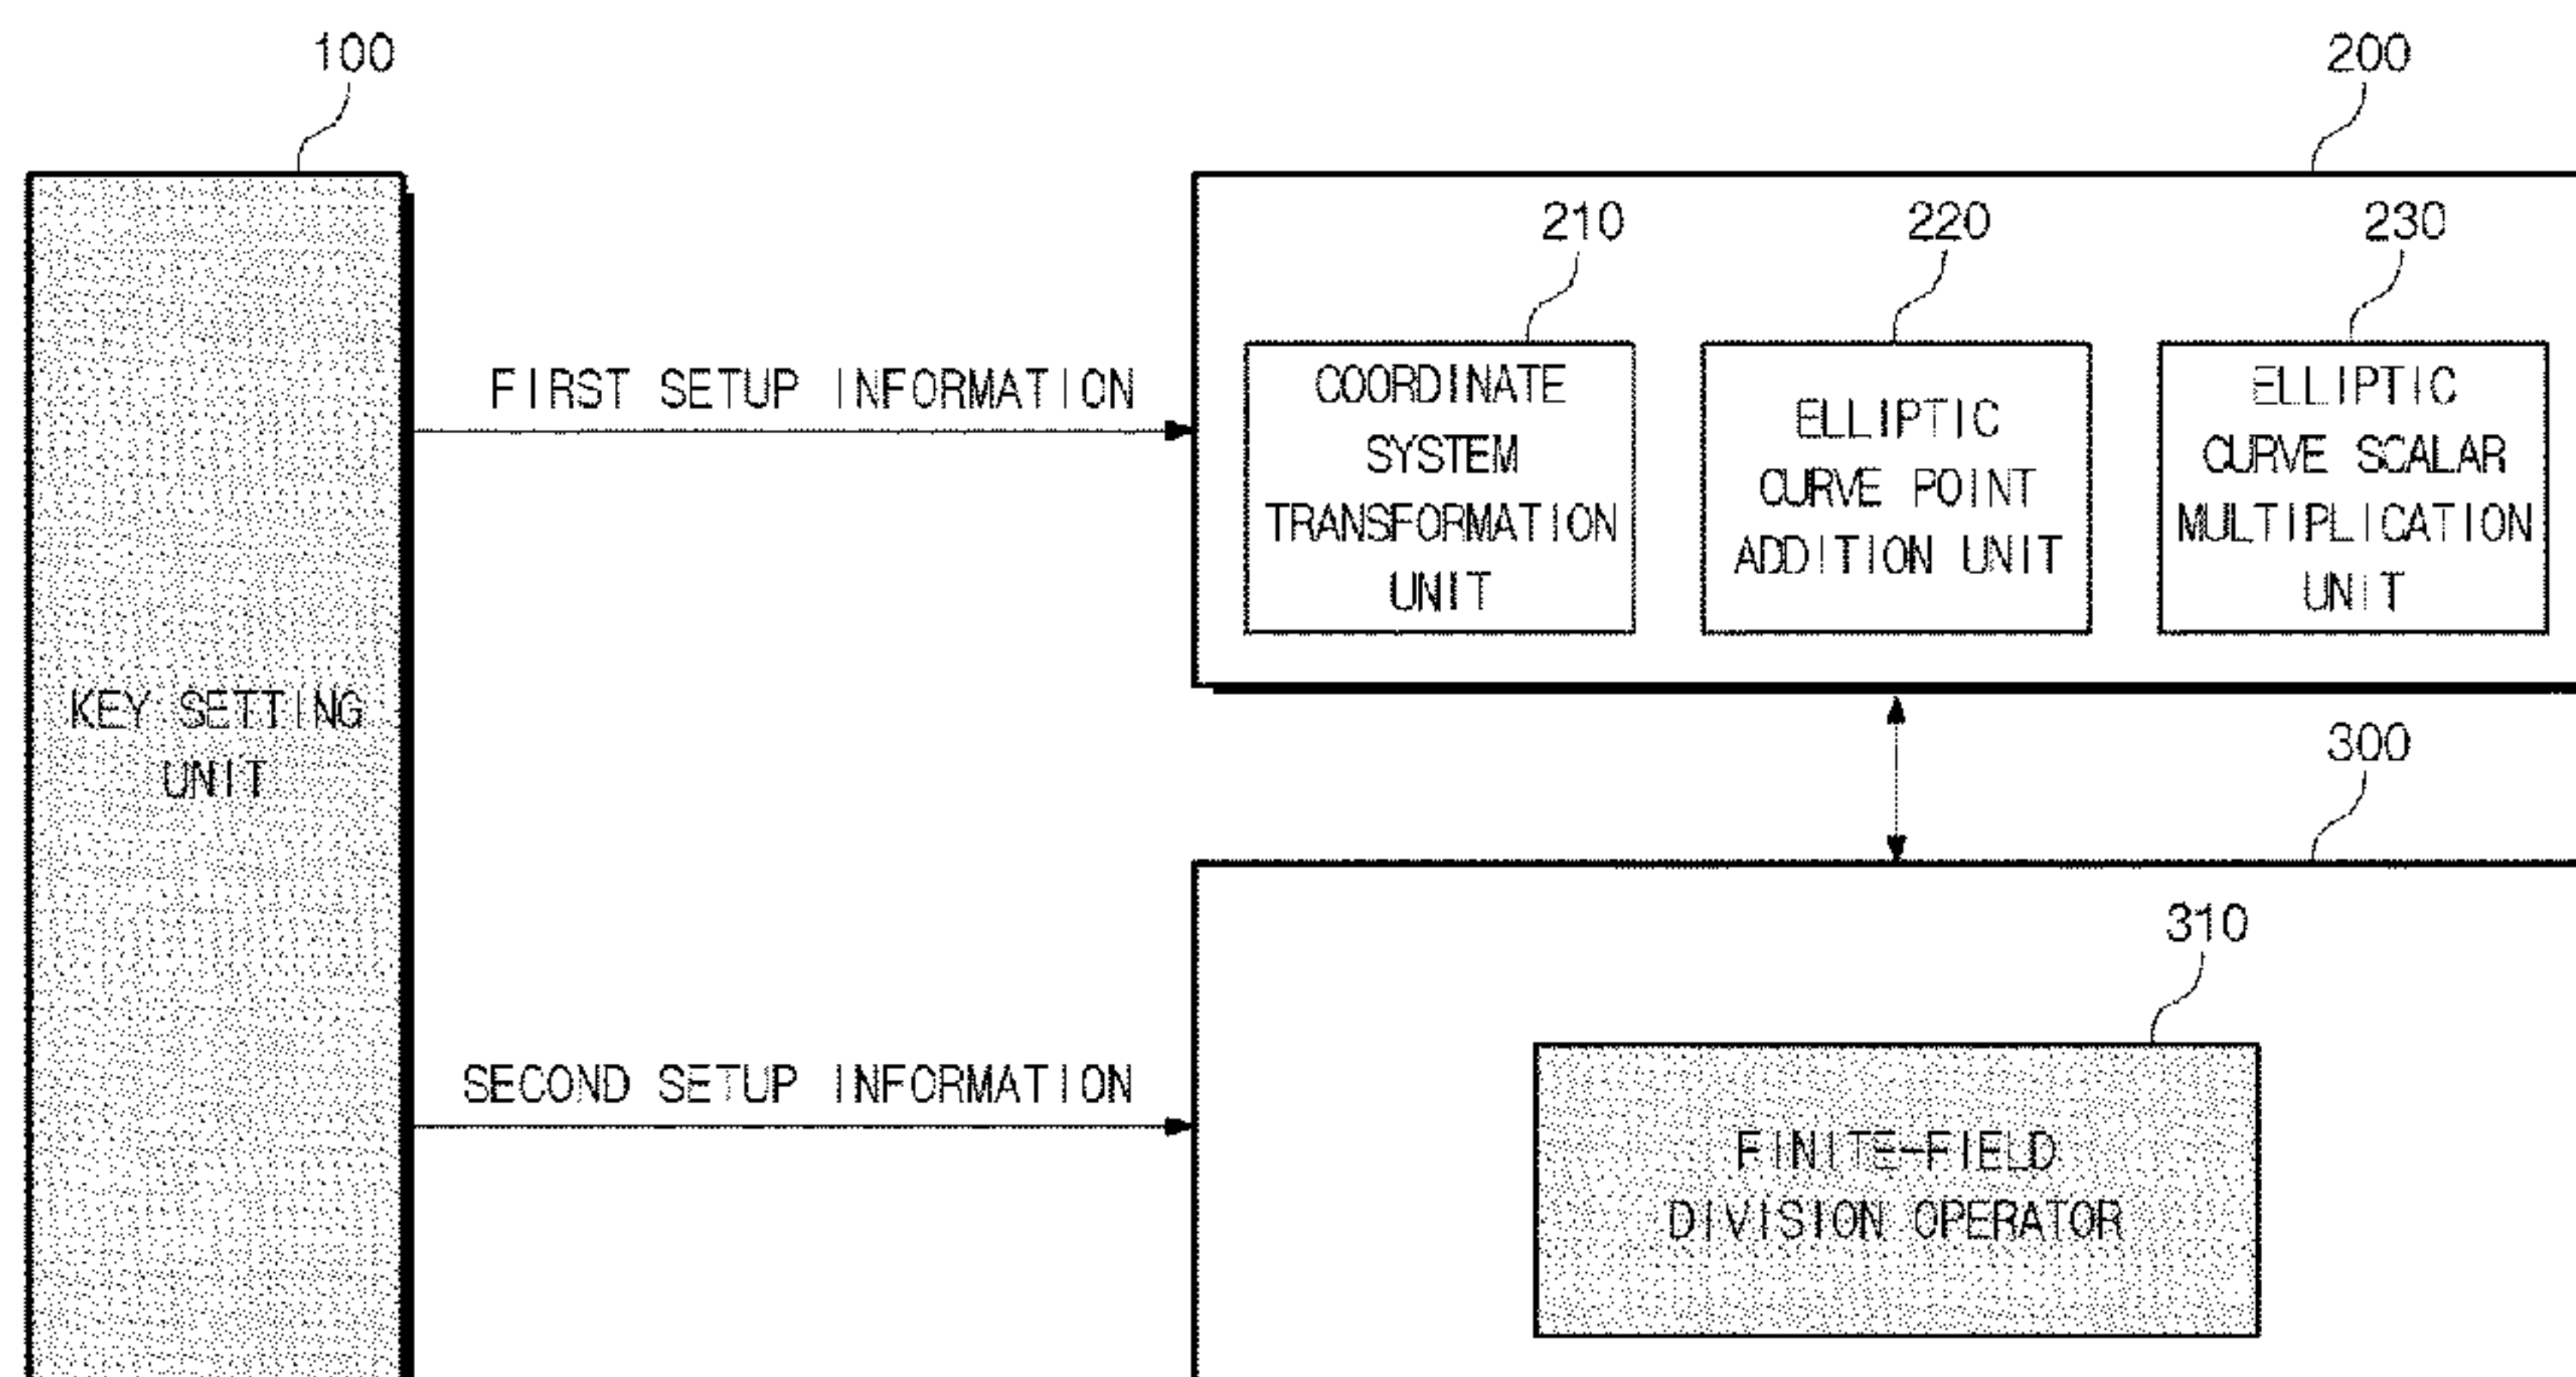 100
200
210
220
230
FIRST SETUP INFORMATION
COORDINATE
SYSTEM
TRANSFORMATION
UNIT
ELLIPTIC
CURVE POINT
ADDITION UNIT
ELLIPTIC
CURVE SCALAR
MULTIPLICATION
UNIT
KEY SETTING
UNIT
300
310
SECOND SETUP INFORMATION
FINITE-FIELD
DIVISION OPERATOR